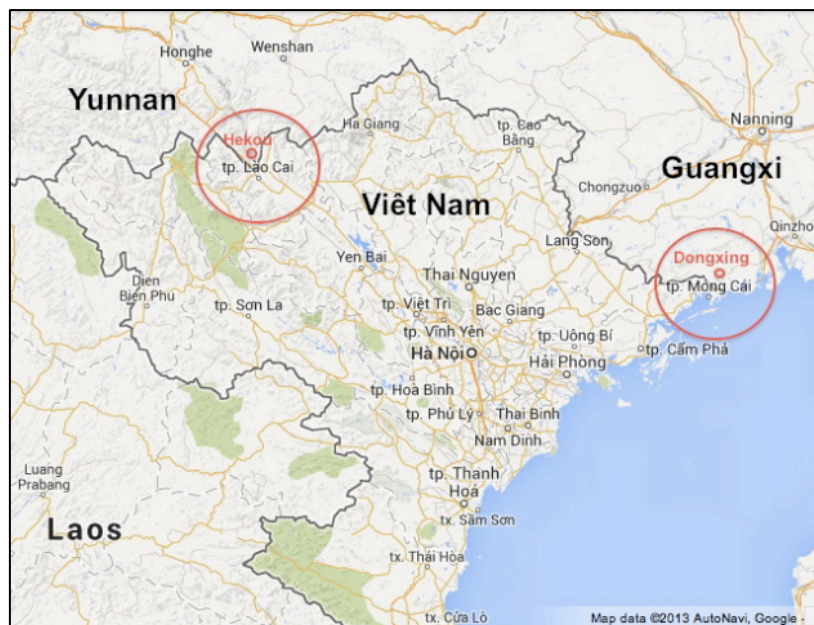 Honghe
Wenshan
Yunnan
Hekou
tp. Lào Cai
Ha Giang
tp. Cao
Bằng
Nanning
Guangxi
Chongzuo
Viêt Nam
Lang Son
Qinzho
Dongxing
tp. Móng Cái
Yen Bai
Thai Nguyen
Dien
Bien Phu
tp. Sơn La
tp. Việt Trì
Bac Giang
tp. Vĩnh Yên
tp. Uông Bí
Hà Nội
Hải Phòng
tp. Cẩm Phả
tp. Hoà Bình
tp. Phủ Lý
Thai Binh
Nam Dinh
Luang
Prabang
tp. Thanh
Hoá
Laos
tx. Sầm Sơn
tx. Thái Hòa
tx. Cửa Lò
Map data ©2013 AutoNavi, Google -